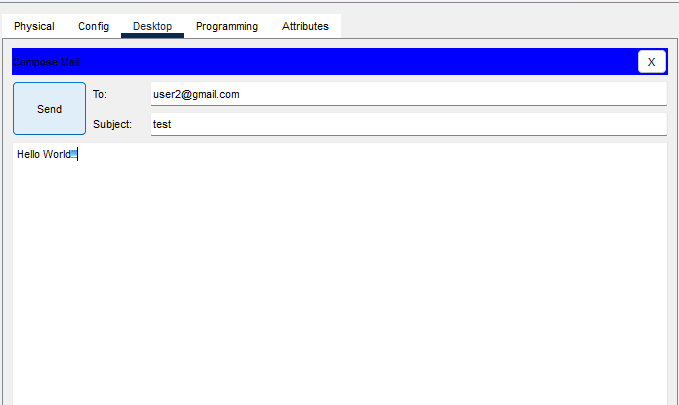 Physical Config Desktop Programming Attributes
Compose Mail X
Send
To: user2@gmail.com
Subject: test
Hello World